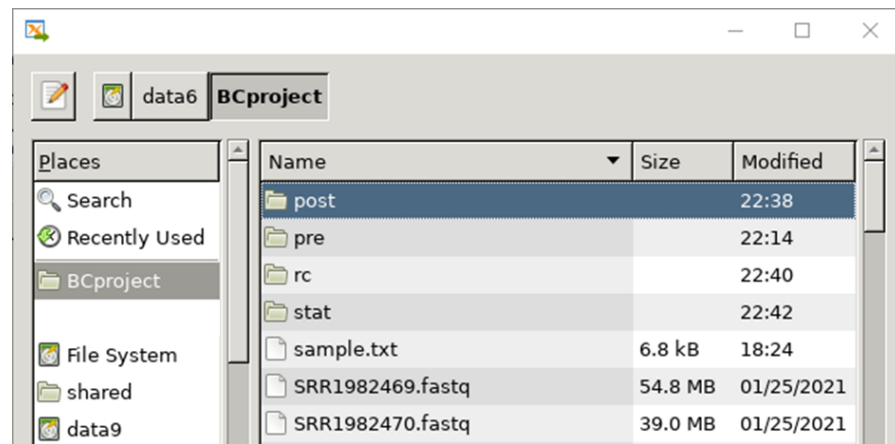 data6 BCproject
Places
Search
Recently Used
BCproject
File System
shared
data9
Name Size Modified
post 22:38
pre 22:14
rc 22:40
stat 22:42
sample.txt 6.8 kB 18:24
SRR1982469.fastq 54.8 MB 01/25/2021
SRR1982470.fastq 39.0 MB 01/25/2021